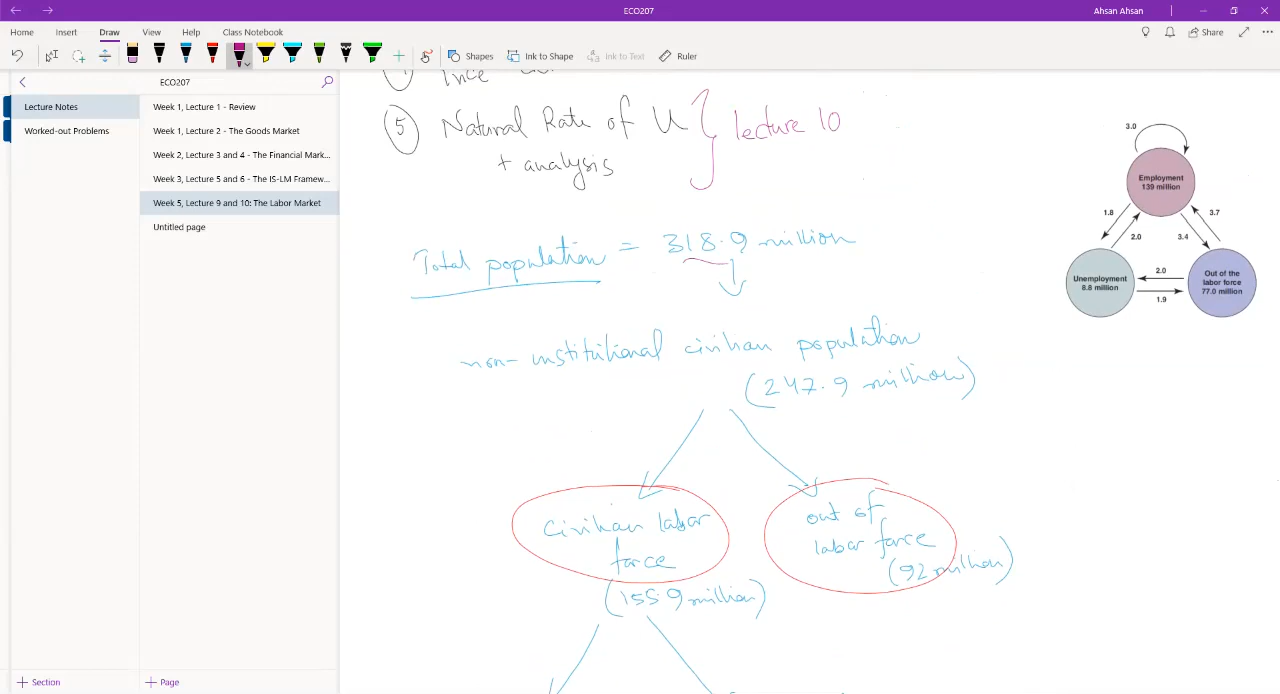 ECO207
Ahsan Ahsan
Home
Insert
Draw
View
Help
Class Notebook
Share
Shapes
Ink to Shape
Ink to Text
Ruler
ECO207
Lecture Notes
Worked-out Problems
Week 1, Lecture 1 - Review
Week 1, Lecture 2 - The Goods Market
Week 2, Lecture 3 and 4 - The Financial Mark...
Week 3, Lecture 5 and 6 - The IS-LM Framew...
Week 5, Lecture 9 and 10: The Labor Market
Untitled page
+ Section
+ Page
5 Natural Rate of U } lecture 10
+ analysis
Total population = 318.9 million
non-institutional civilian population
(247.9 million)
Civilian labor
force
(155.9 million)
out of
labor force
(92 million)
3.0
Employment
139 million
1.8
2.0
3.4
3.7
Unemployment
8.8 million
2.0
1.9
Out of the
labor force
77.0 million